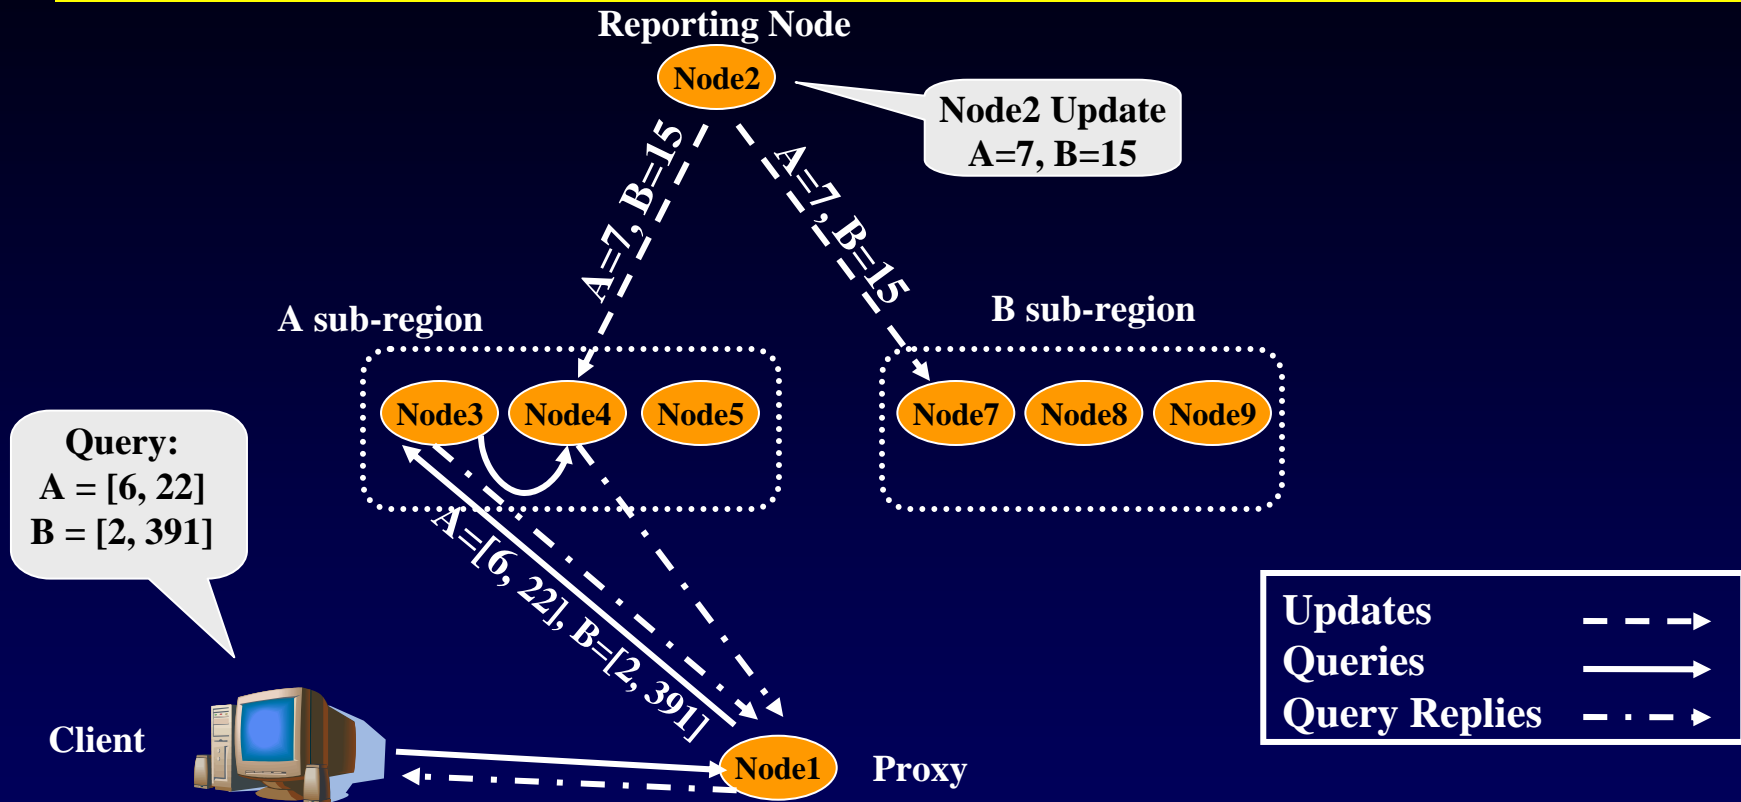 Reporting Node
Node2
Node2 Update
A=7, B=15
A=7, B=15
A=7, B=15
A sub-region
B sub-region
Node3
Node4
Node5
Node7
Node8
Node9
Query:
A = [6, 22]
B = [2, 391]
A=[6, 22], B=[2, 391]
Updates
Queries
Query Replies
Client
Node1
Proxy